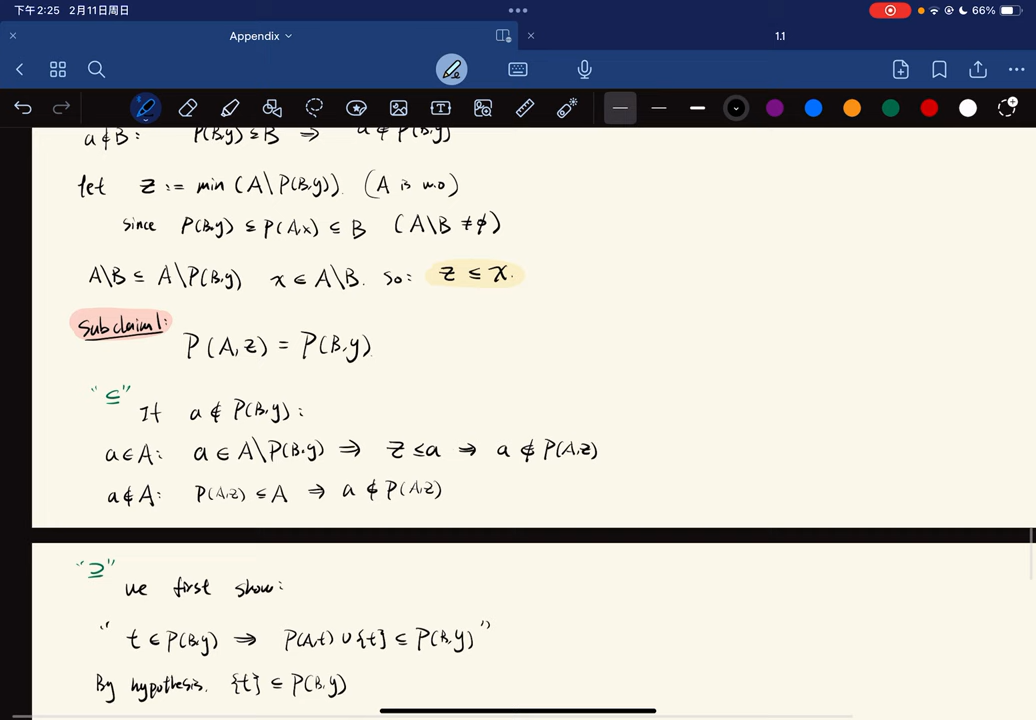 下午2:25 2月11日周日
66%
Appendix
1.1
a ∉ B: P(B,y) ⊆ B ⇒ a ∉ P(B,y)
let z := min (A\P(B,y)). (A is w.o)
since P(B,y) ⊆ P(A,x) ⊆ B (A\B ≠ ϕ)
A\B ⊆ A\P(B,y) x ∈ A\B. so: z ≤ x.
Subclaim1:
P(A,z) = P(B,y).
"⊆"
If a ∉ P(B,y):
a ∈ A: a ∈ A\P(B,y) ⇒ z ≤ a ⇒ a ∉ P(A,z)
a ∉ A: P(A,z) ⊆ A ⇒ a ∉ P(A,z)
"⊇"
we first show:
" t ∈ P(B,y) ⇒ P(A,t) ∪ {t} ⊆ P(B,y) "
By hypothesis. {t} ⊆ P(B,y)